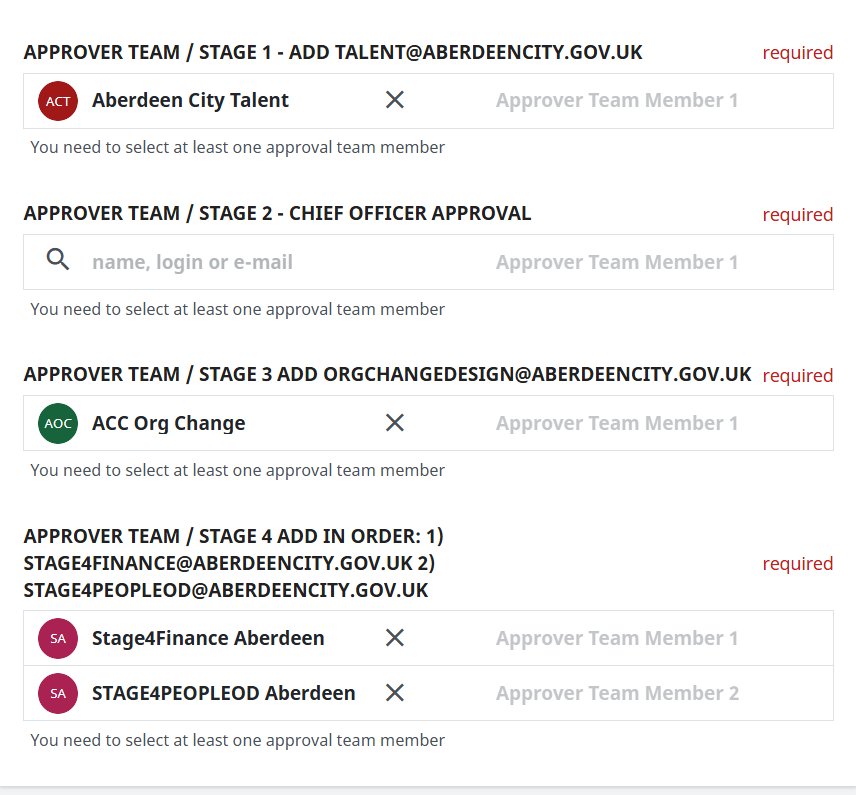 APPROVER TEAM / STAGE 1 - ADD TALENT@ABERDEENCITY.GOV.UK required
ACT Aberdeen City Talent Approver Team Member 1
You need to select at least one approval team member
APPROVER TEAM / STAGE 2 - CHIEF OFFICER APPROVAL required
name, login or e-mail Approver Team Member 1
You need to select at least one approval team member
APPROVER TEAM / STAGE 3 ADD ORGCHANGEDESIGN@ABERDEENCITY.GOV.UK required
AOC ACC Org Change Approver Team Member 1
You need to select at least one approval team member
APPROVER TEAM / STAGE 4 ADD IN ORDER: 1)
STAGE4FINANCE@ABERDEENCITY.GOV.UK 2) required
STAGE4PEOPLEOD@ABERDEENCITY.GOV.UK
SA Stage4Finance Aberdeen Approver Team Member 1
SA STAGE4PEOPLEOD Aberdeen Approver Team Member 2
You need to select at least one approval team member